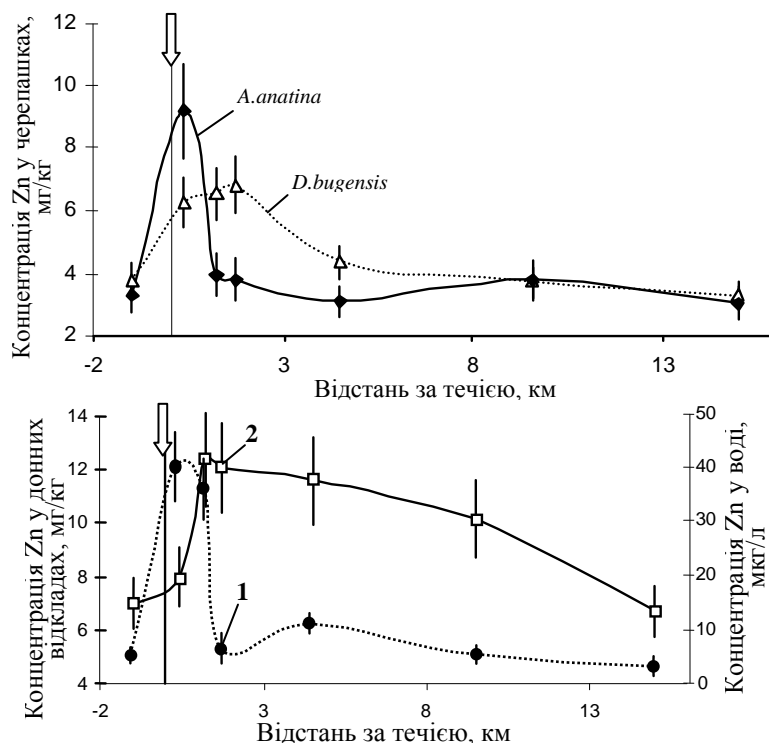 Концентрація Zn у черепашках,
мг/кг
12
10
8
6
4
2
A.anatina
D.bugensis
-2
3
8
13
Відстань за течією, км
Концентрація Zn у донних
відкладах, мг/кг
14
12
10
8
6
4
2
1
50
40
30
20
10
0
Концентрація Zn у воді,
мкг/л
-2
3
8
13
Відстань за течією, км